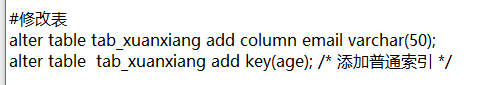 #修改表
alter table tab_xuanxiang add column email varchar(50);
alter table  tab_xuanxiang add key(age); /* 添加普通索引 */